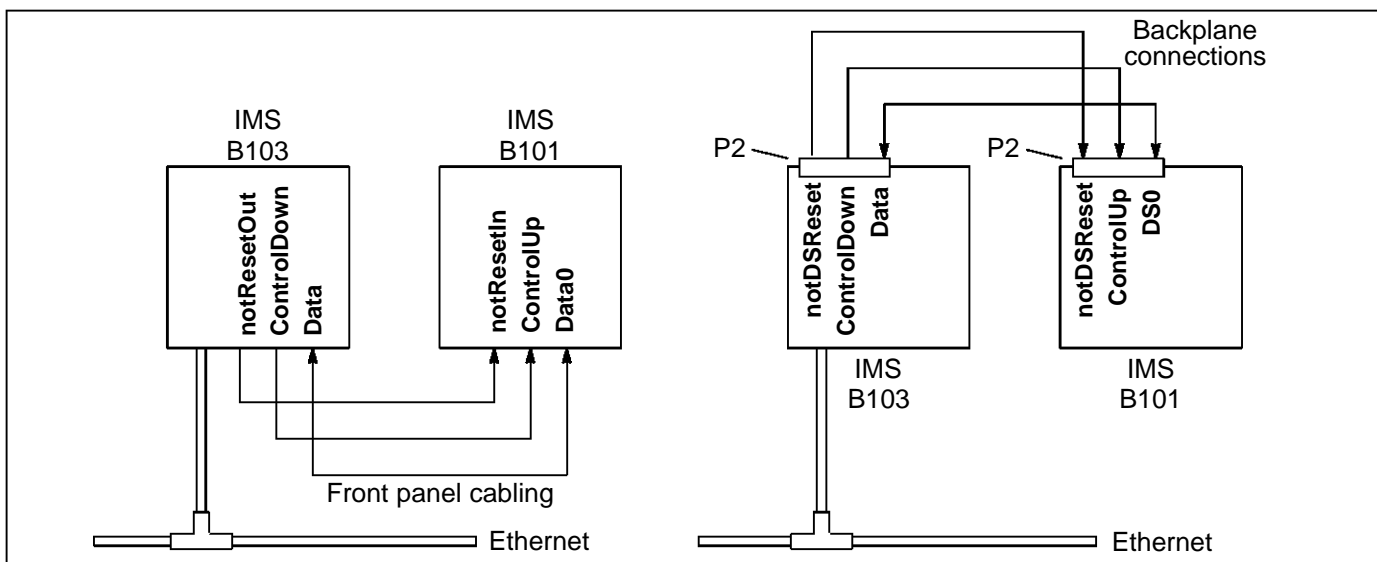 IMS
B103
IMS
B101
notResetOut
ControlDown
Data
notResetIn
ControlUp
Data0
Front panel cabling
Ethernet
Backplane
connections
P2
P2
notDSReset
ControlDown
Data
notDSReset
ControlUp
DS0
IMS
B103
IMS
B101
Ethernet